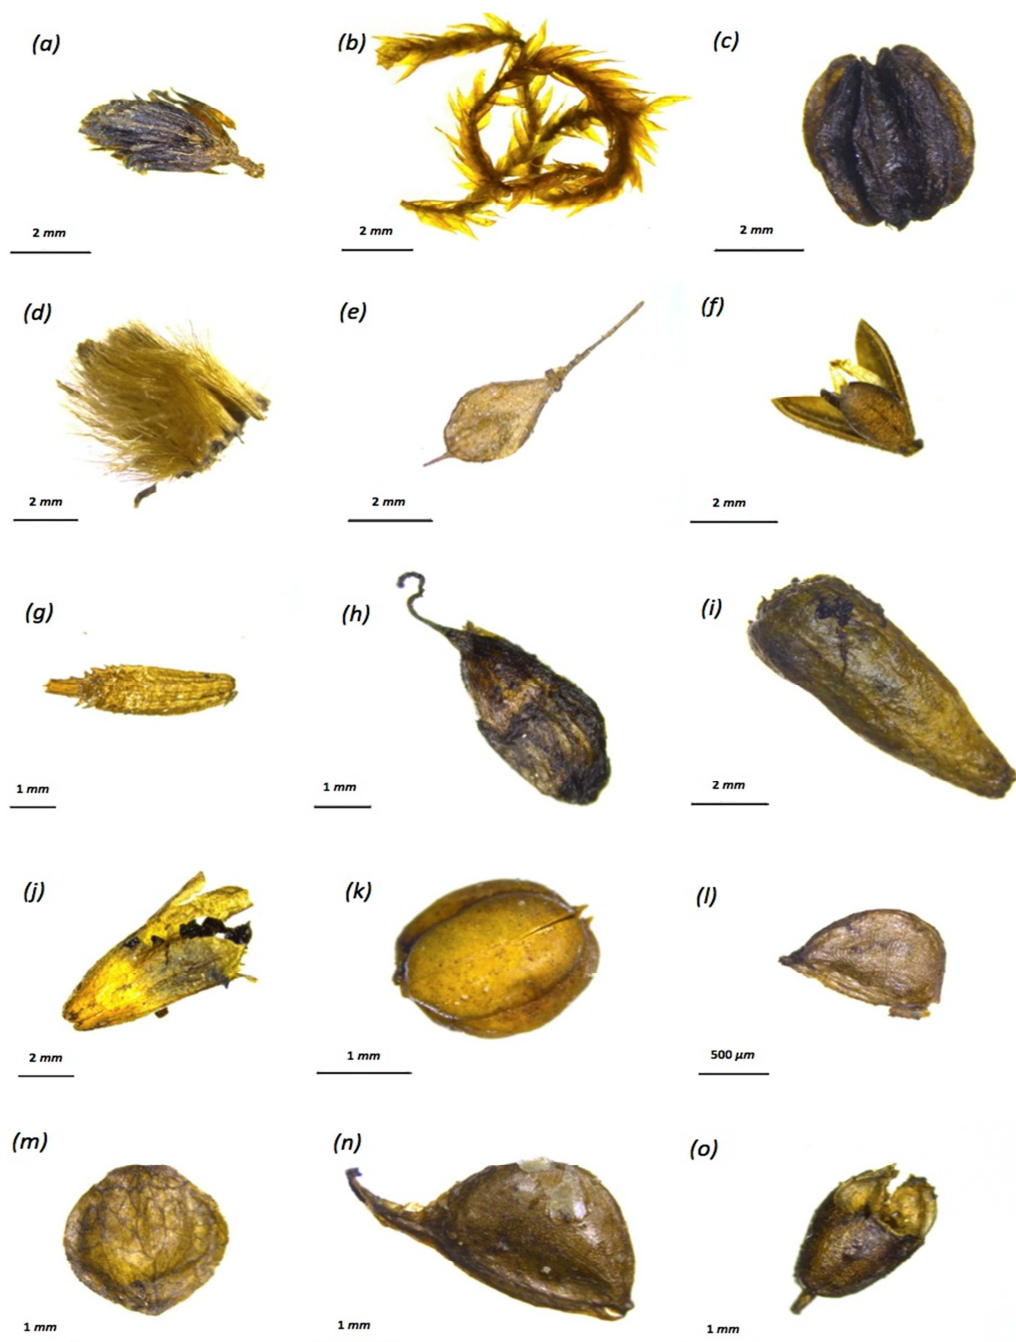 (a) (b) (c)
2 mm 2 mm 2 mm
(d) (e) (f)
2 mm 2 mm 2 mm
(g) (h) (i)
1 mm 1 mm 2 mm
(j) (k) (l)
2 mm 1 mm 500 µm
(m) (n) (o)
1 mm 1 mm 1 mm